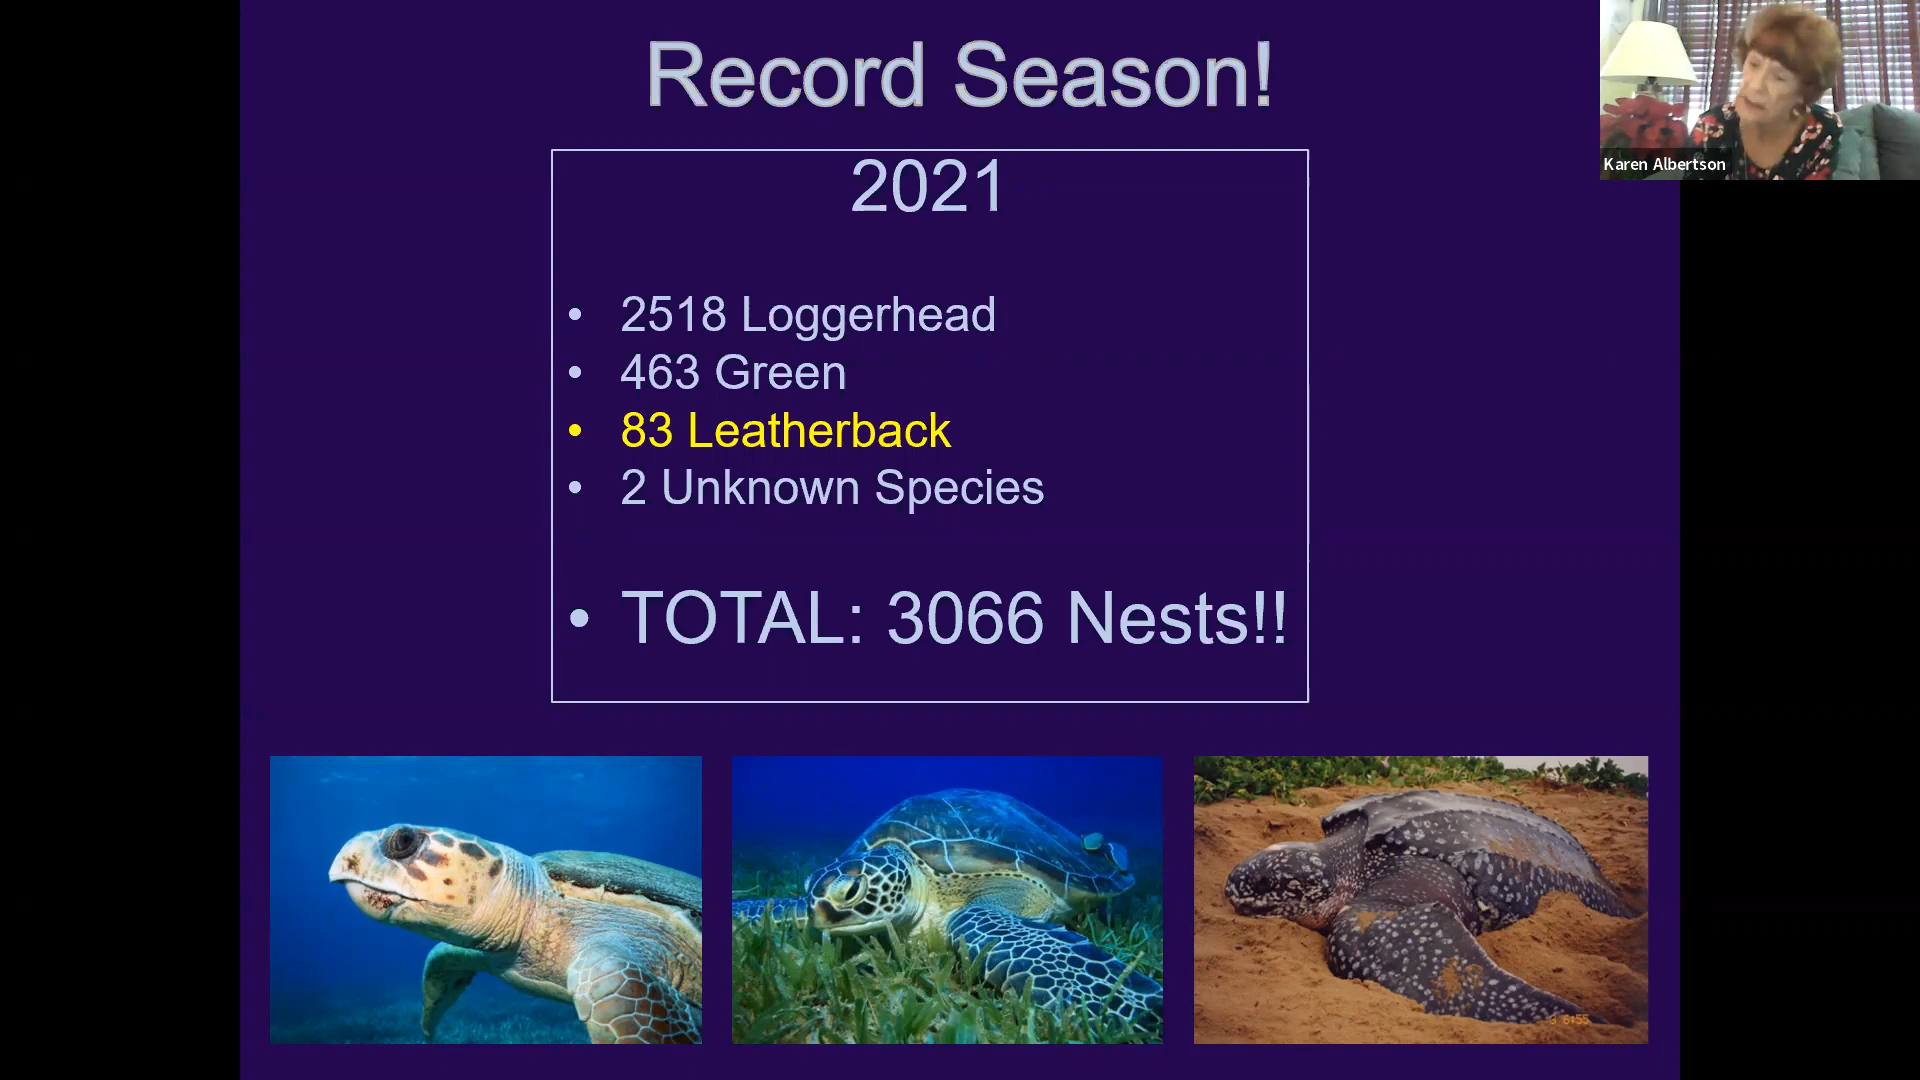 Record Season!
Karen Albertson
2021
• 2518 Loggerhead
• 463 Green
• 83 Leatherback
• 2 Unknown Species
• TOTAL: 3066 Nests!!